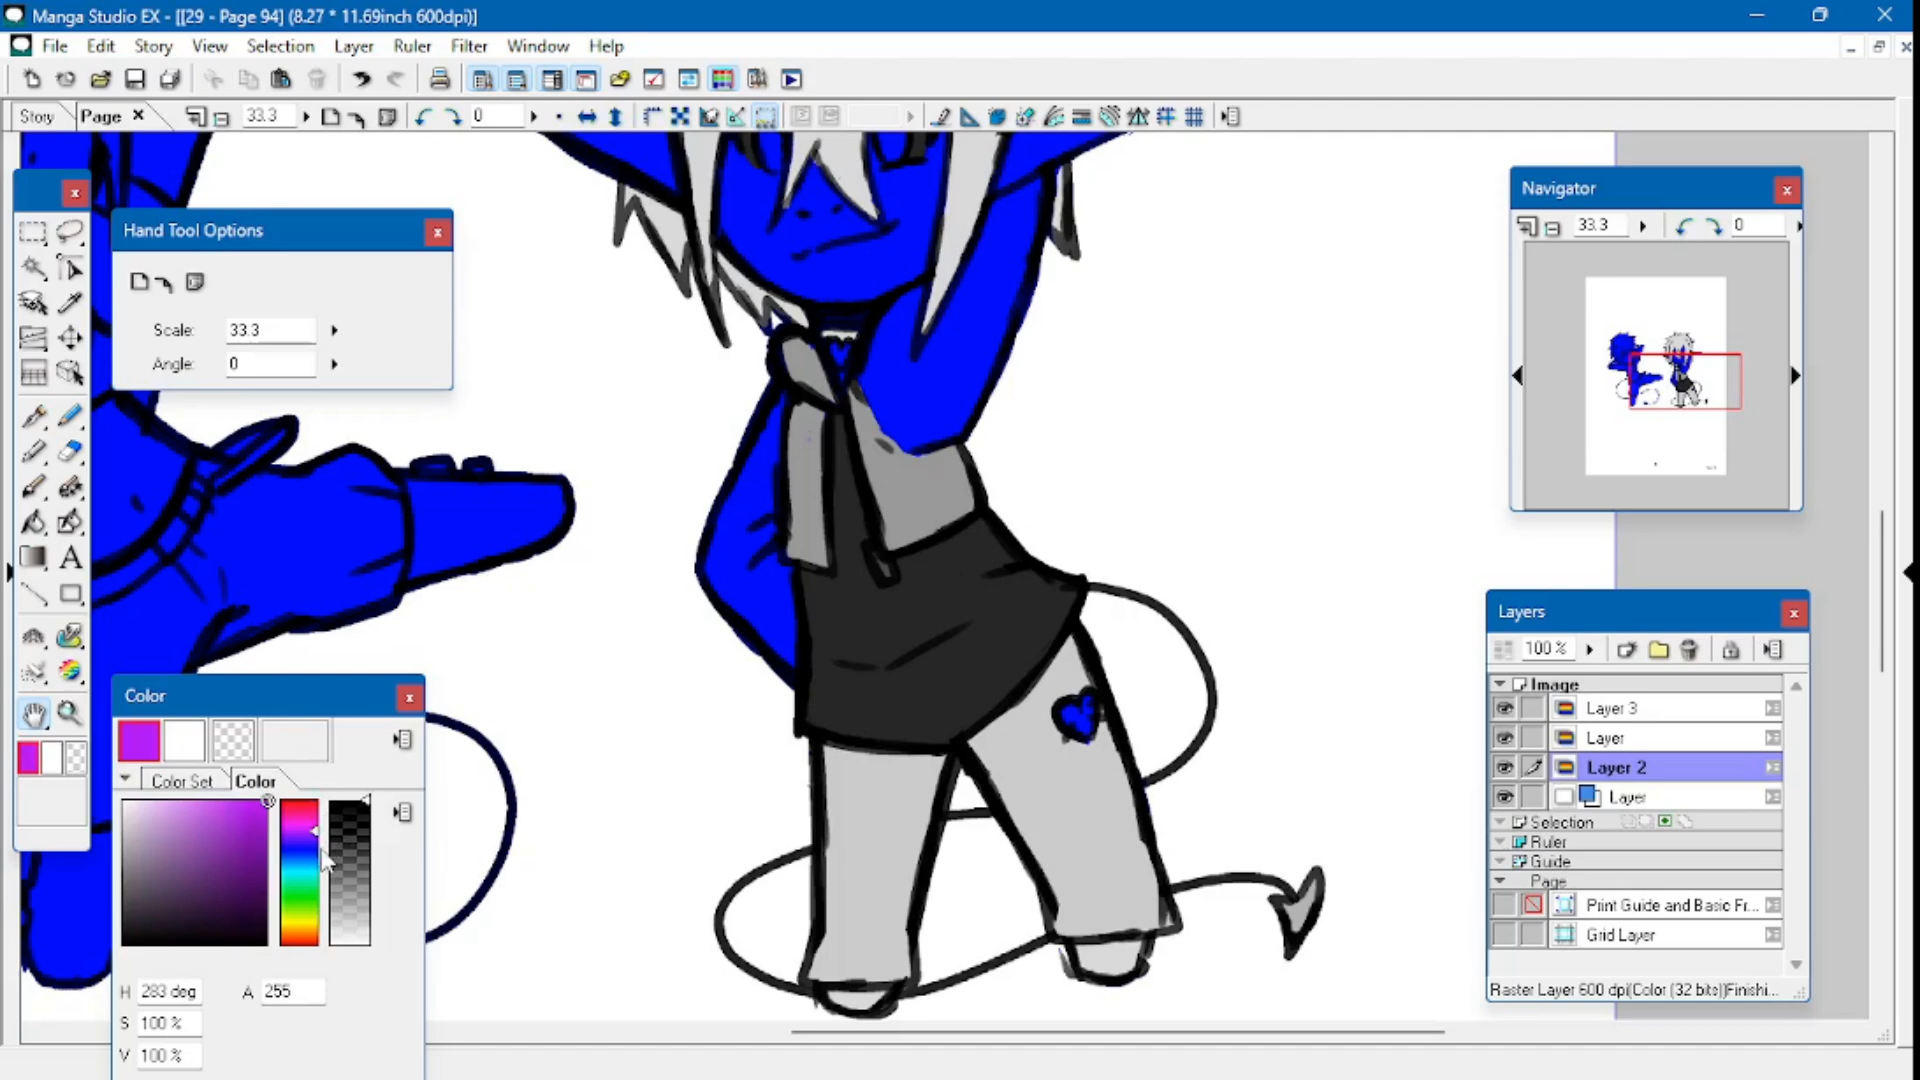 Manga Studio EX - [[29 - Page 94] (8.27 * 11.69inch 600dpi)]
File Edit Story View Selection Layer Ruler Filter Window Help
Story Page 33.3 0
Hand Tool Options
Scale: 33.3
Angle: 0
Navigator
33.3 0
A
Color
Color Set Color
H 283 deg A 255
S 100 %
V 100 %
Layers
100 %
Image
Layer 3
Layer
Layer 2
Layer
Selection
Ruler
Guide
Page
Print Guide and Basic Fr...
Grid Layer
Raster Layer 600 dpi(Color (32 bits))Finishi...